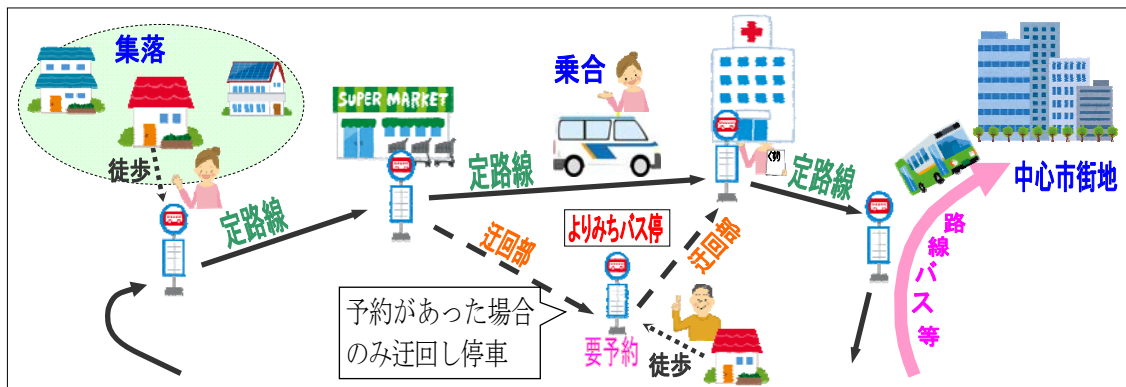 集落
徒歩
定路線
SUPER MARKET
定路線
乗合
定路線
中心市街地
路線バス等
迂回部
よりみちバス停
迂回部
予約があった場合
のみ迂回し停車
要予約
徒歩